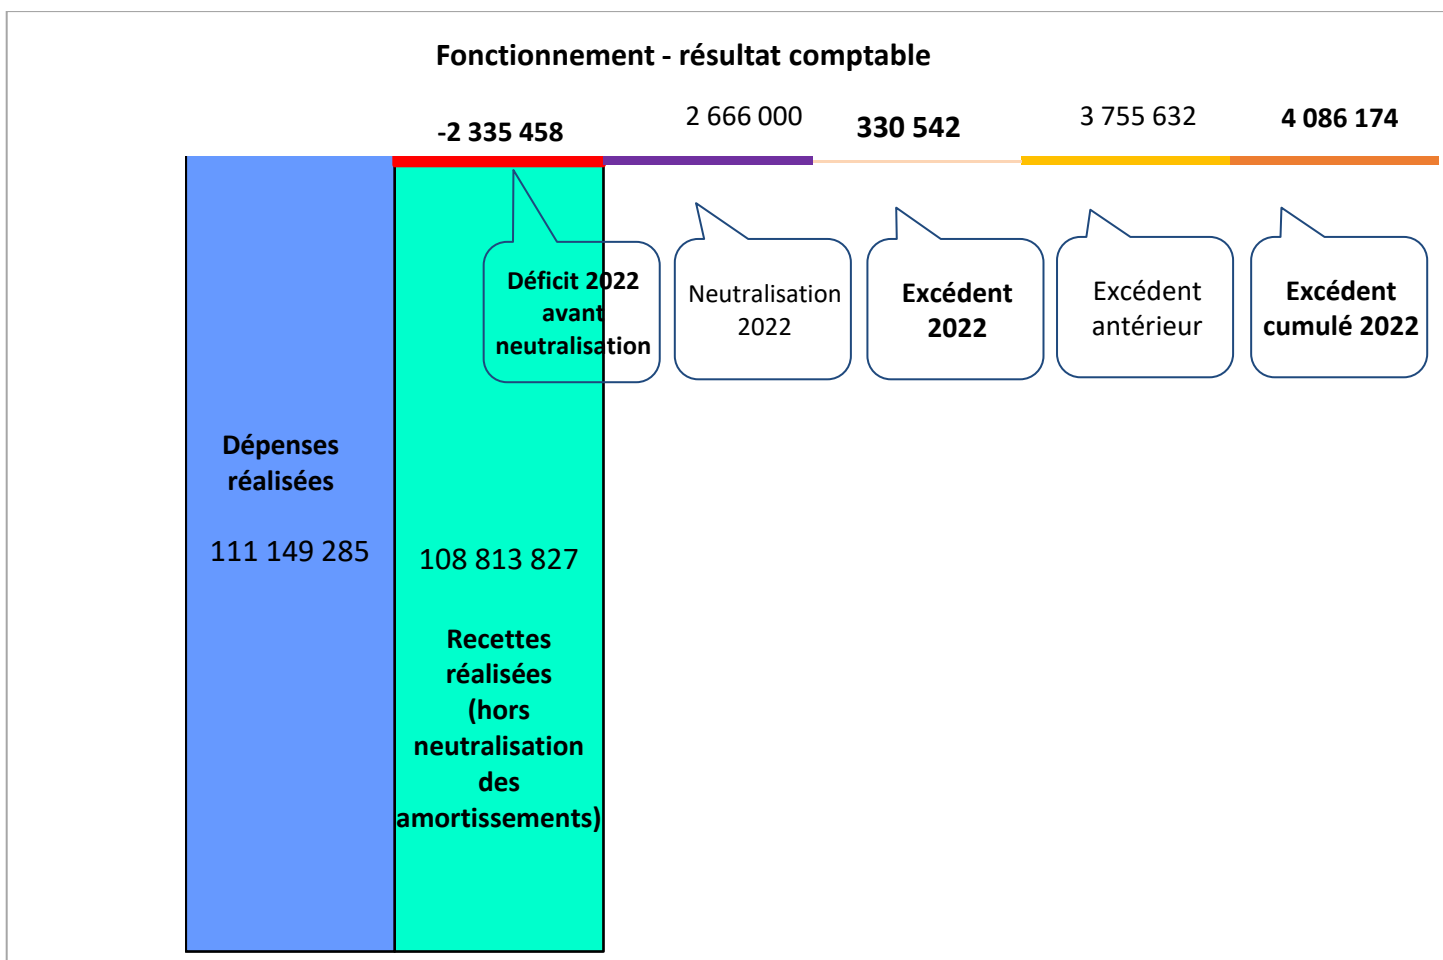 Fonctionnement - résultat comptable
-2 335 458
2 666 000
330 542
3 755 632
4 086 174
Déficit 2022
avant
neutralisation
Neutralisation
2022
Excédent
2022
Excédent
antérieur
Excédent
cumulé 2022
Dépenses
réalisées
111 149 285
108 813 827
Recettes
réalisées
(hors
neutralisation
des
amortissements)